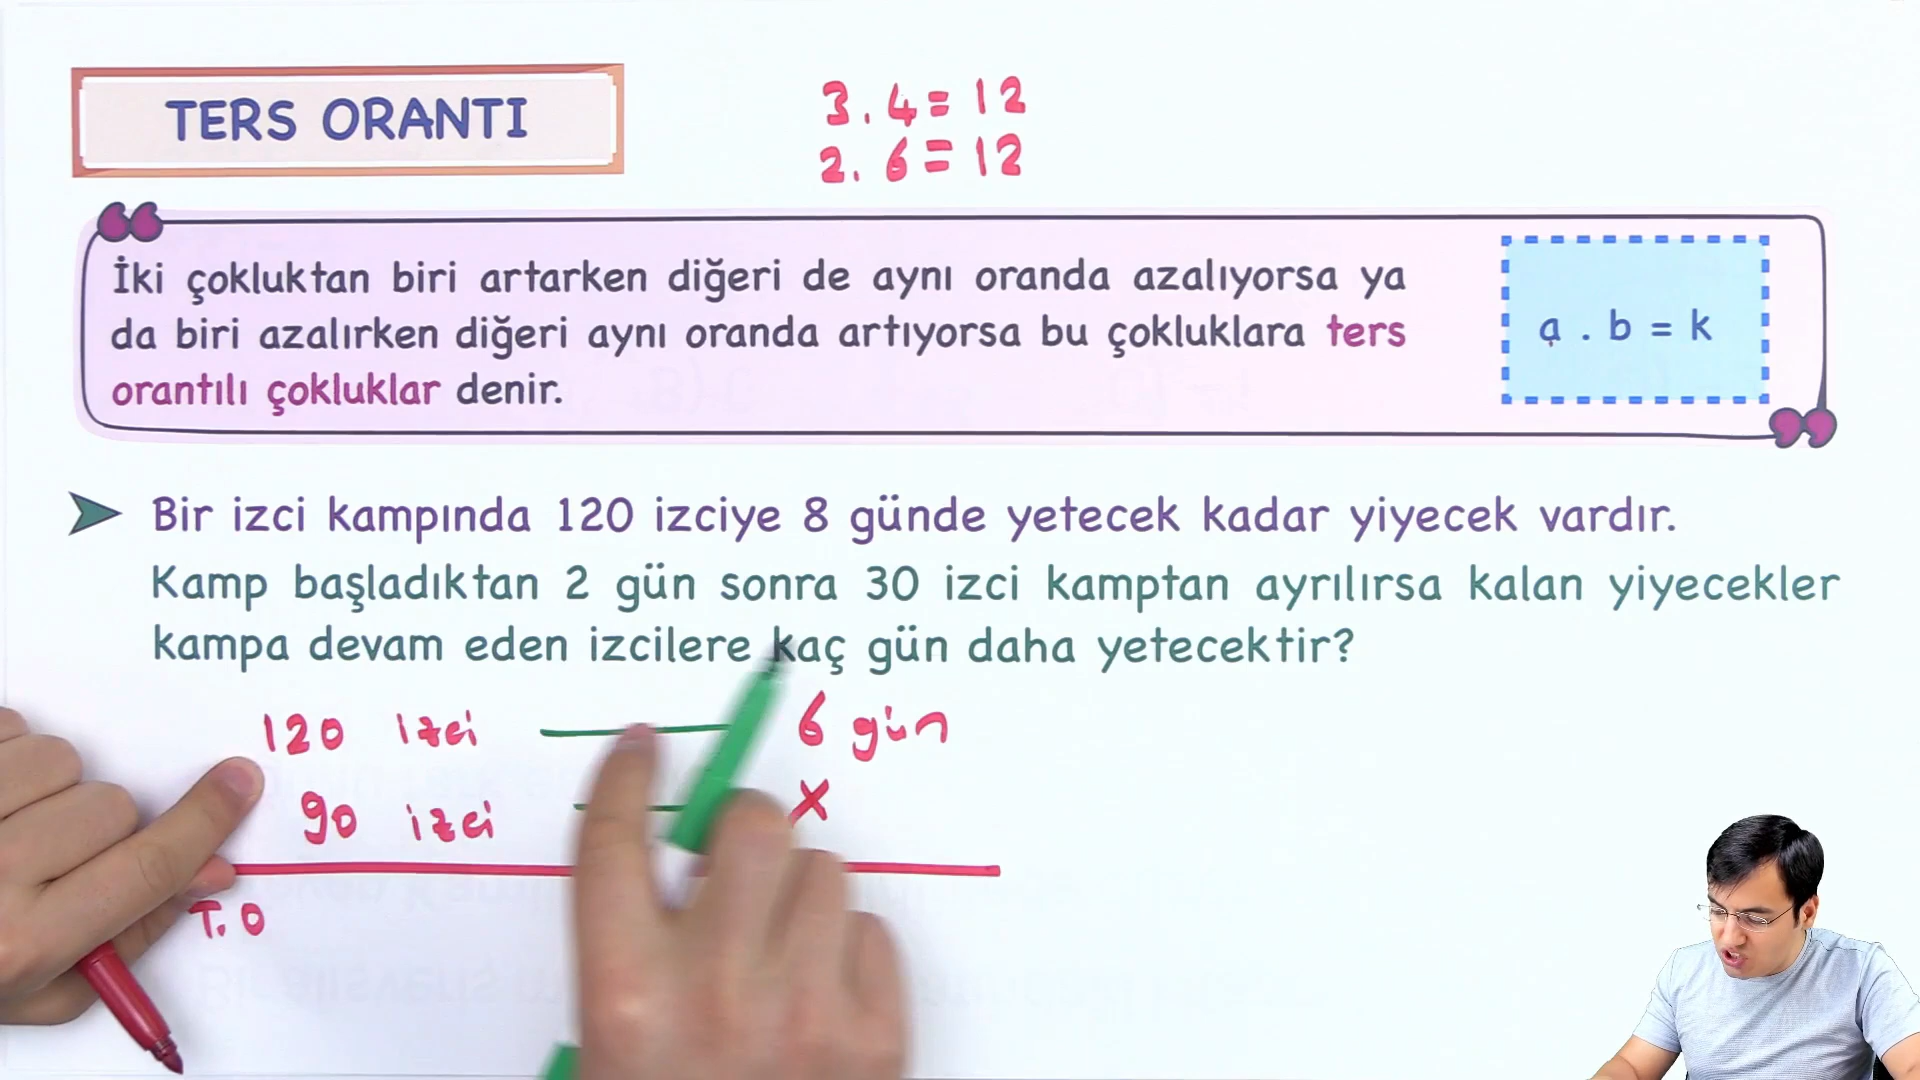 TERS ORANTI
3. 4 = 12
2. 6 = 12
İki çokluktan biri artarken diğeri de aynı oranda azalıyorsa ya
da biri azalırken diğeri aynı oranda artıyorsa bu çokluklara ters
orantılı çokluklar denir.
a . b = k
Bir izci kampında 120 izciye 8 günde yetecek kadar yiyecek vardır.
Kamp başladıktan 2 gün sonra 30 izci kamptan ayrılırsa kalan yiyecekler
kampa devam eden izcilere kaç gün daha yetecektir?
120 izci 6 gün
90 izci x
T.O